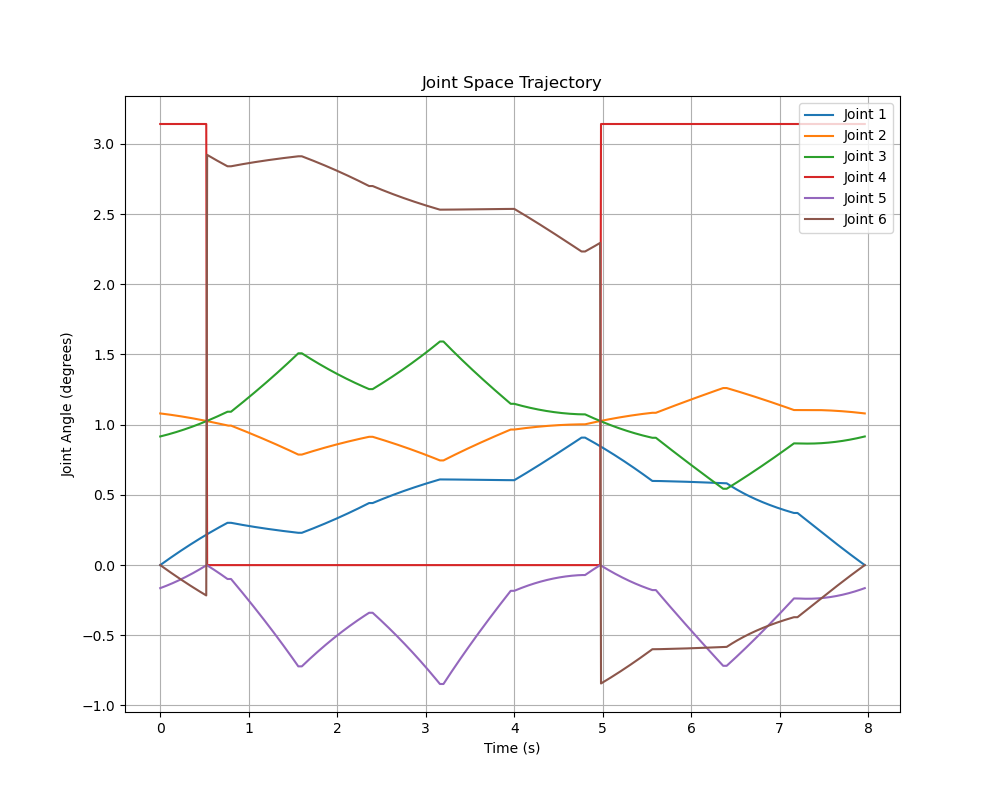 Joint Space Trajectory
Joint Angle (degrees)
3.0
2.5
2.0
1.5
1.0
0.5
0.0
−0.5
−1.0
Joint 1
Joint 2
Joint 3
Joint 4
Joint 5
Joint 6
0 1 2 3 4 5 6 7 8
Time (s)